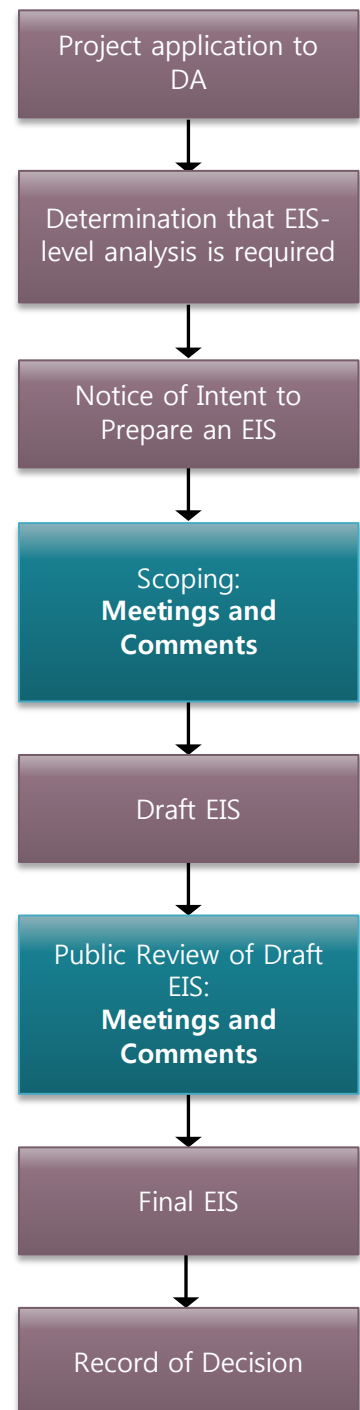 Project application to
DA
Determination that EIS-
level analysis is required
Notice of Intent to
Prepare an EIS
Scoping:
Meetings and
Comments
Draft EIS
Public Review of Draft
EIS:
Meetings and
Comments
Final EIS
Record of Decision